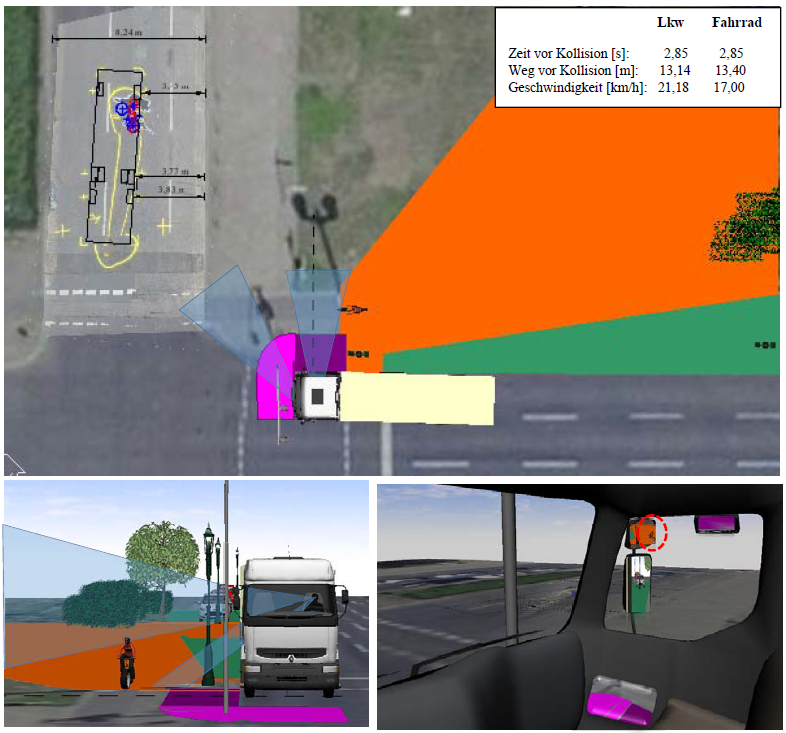 Lkw Fahrrad
Zeit vor Kollision [s]: 2,85 2,85
Weg vor Kollision [m]: 13,14 13,40
Geschwindigkeit [km/h]: 21,18 17,00
8,24 m
3,77 m
3,83